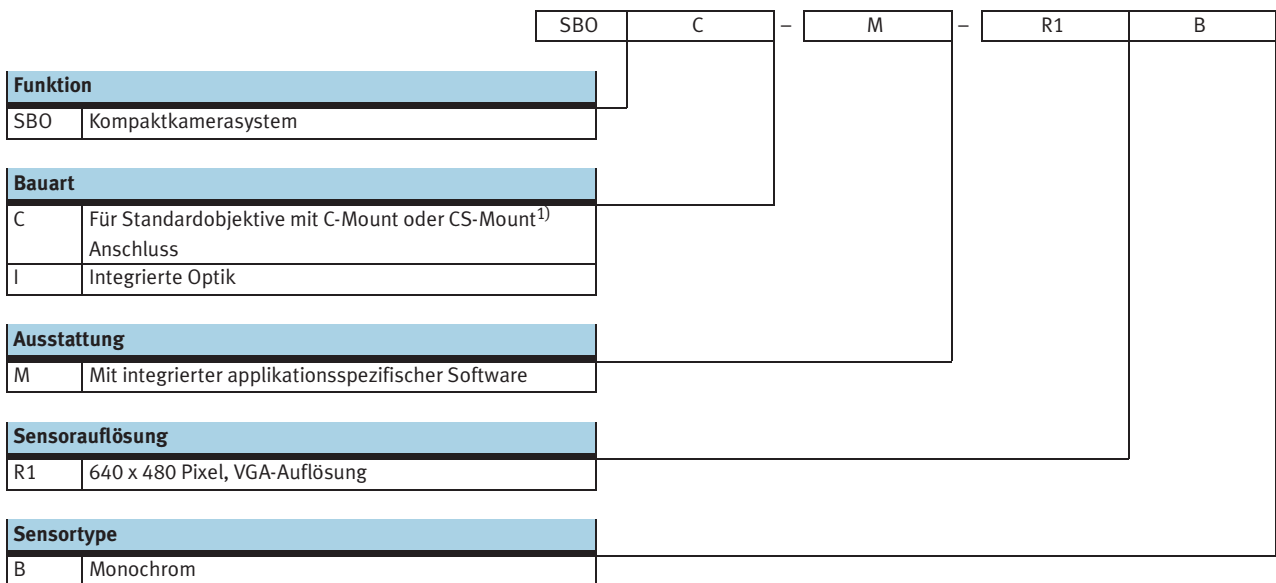 SBO C – M – R1 B
Funktion
SBO Kompaktkamerasystem
Bauart
C Für Standardobjektive mit C-Mount oder CS-Mount1)
Anschluss
I Integrierte Optik
Ausstattung
M Mit integrierter applikationsspezifischer Software
Sensorauflösung
R1 640 x 480 Pixel, VGA-Auflösung
Sensortype
B Monochrom